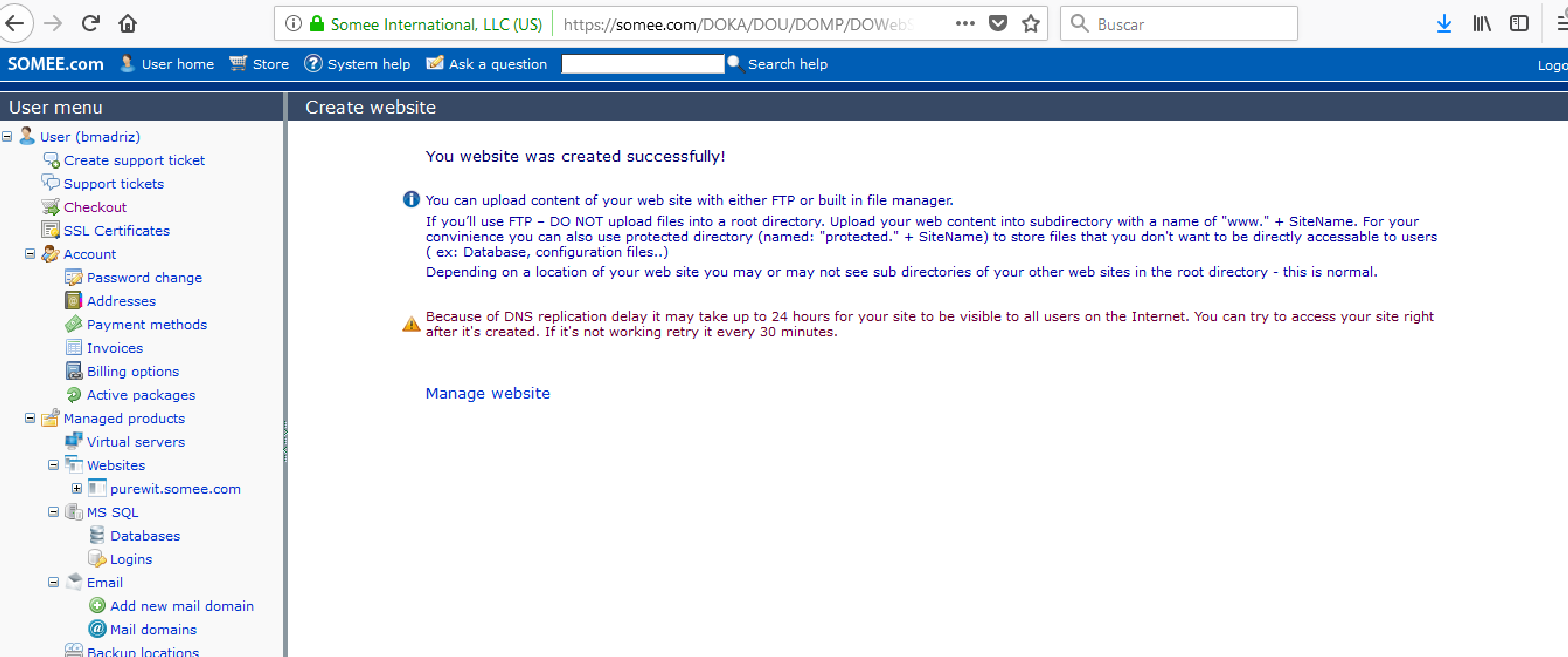 Somee International, LLC (US)
https://somee.com/DOKA/DOU/DOMP/DOWebS
Buscar
SOMEE.com
User home
Store
System help
Ask a question
Search help
Logo
User menu
Create website
User (bmadriz)
Create support ticket
Support tickets
Checkout
SSL Certificates
Account
Password change
Addresses
Payment methods
Invoices
Billing options
Active packages
Managed products
Virtual servers
Websites
purewit.somee.com
MS SQL
Databases
Logins
Email
Add new mail domain
Mail domains
Backup locations
You website was created successfully!
You can upload content of your web site with either FTP or built in file manager.
If you'll use FTP – DO NOT upload files into a root directory. Upload your web content into subdirectory with a name of "www." + SiteName. For your
convinience you can also use protected directory (named: "protected." + SiteName) to store files that you don't want to be directly accessable to users
( ex: Database, configuration files..)
Depending on a location of your web site you may or may not see sub directories of your other web sites in the root directory - this is normal.
Because of DNS replication delay it may take up to 24 hours for your site to be visible to all users on the Internet. You can try to access your site right
after it's created. If it's not working retry it every 30 minutes.
Manage website